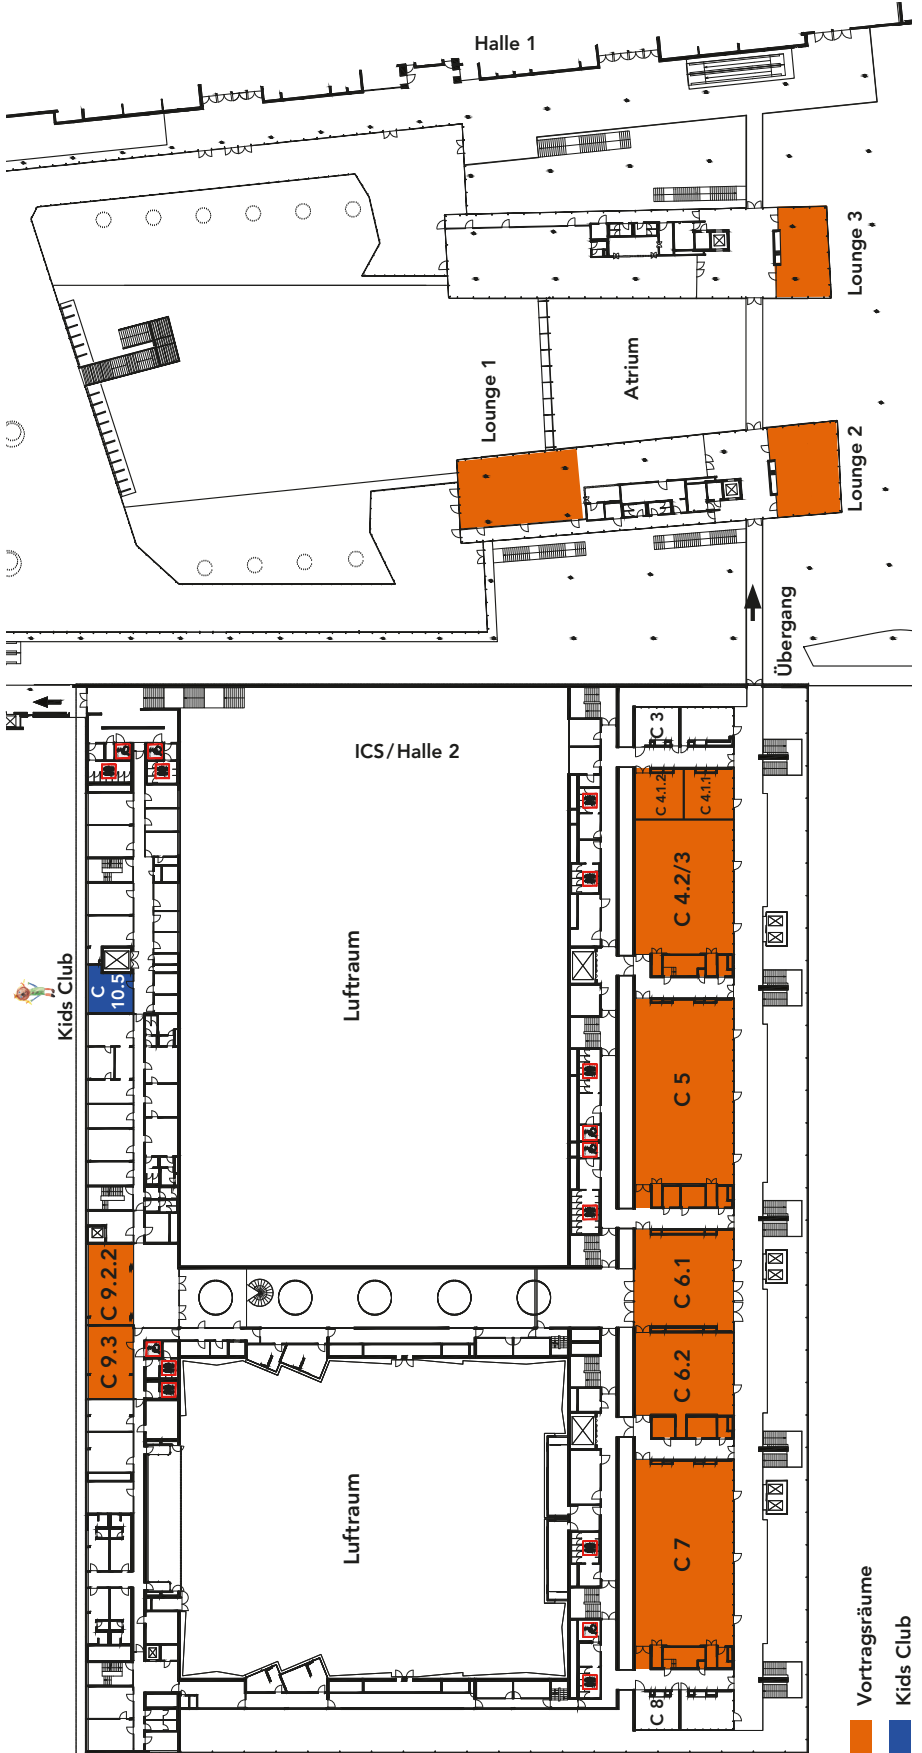 Halle 1
Lounge 3
Atrium
Lounge 1
Lounge 2
Übergang
ICS/Halle 2
C 3
C 4.1.2
C 4.1.1
C 4.2/3
Luftraum
Kids Club
C
10.5
C 5
C 9.2.2
C 6.1
C 9.3
C 6.2
Luftraum
C 7
C 8
Vortragsräume
Kids Club